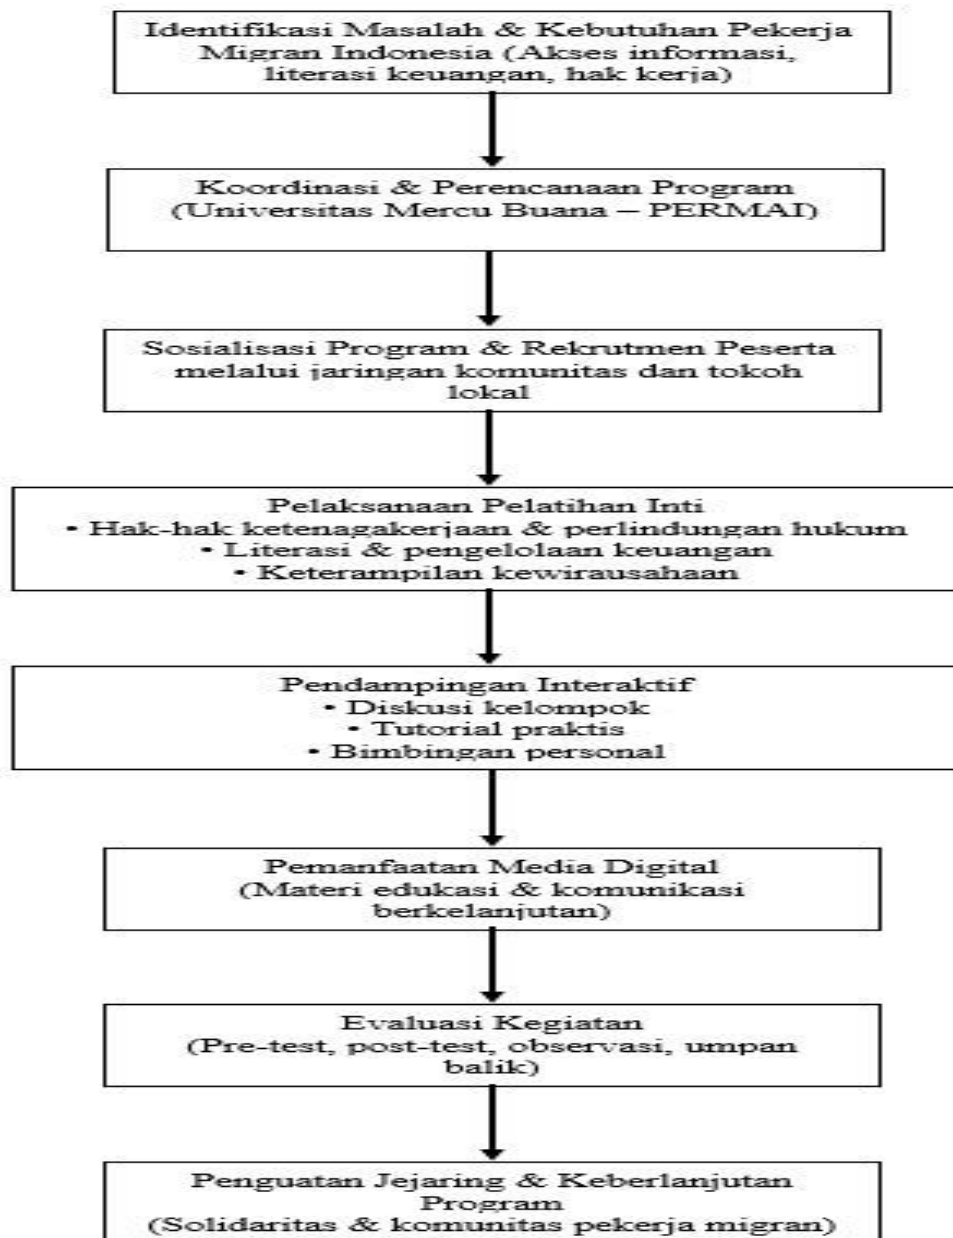 Identifikasi Masalah & Kebutuhan Pekerja
Migran Indonesia (Akses informasi,
literasi keuangan, hak kerja)
Koordinasi & Perencanaan Program
(Universitas Mercu Buana – PERMAI)
Sosialisasi Program & Rekrutmen Peserta
melalui jaringan komunitas dan tokoh
lokal
Pelaksanaan Pelatihan Inti
• Hak-hak ketenagakerjaan & perlindungan hukum
• Literasi & pengelolaan keuangan
• Keterampilan kewirausahaan
Pendampingan Interaktif
• Diskusi kelompok
• Tutorial praktis
• Bimbingan personal
Pemanfaatan Media Digital
(Materi edukasi & komunikasi
berkelanjutan)
Evaluasi Kegiatan
(Pre-test, post-test, observasi, umpan
balik)
Penguatan Jejaring & Keberlanjutan
Program
(Solidaritas & komunitas pekerja migran)